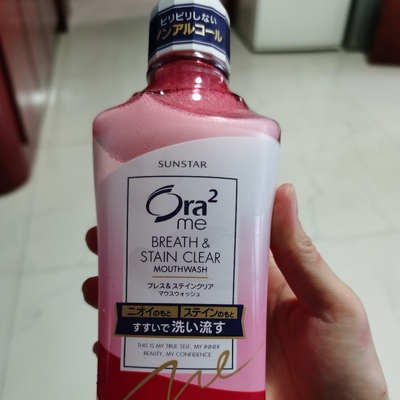 ピリピリしない
ノンアルコール
SUNSTAR
Ora²
me
BREATH &
STAIN CLEAR
MOUTHWASH
ブレス&ステインクリア
マウスウォッシュ
ニオイのもと ステインのもと
すすいで洗い流す
THIS IS MY TRUE SELF, MY INNER
BEAUTY, MY CONFIDENCE.
me